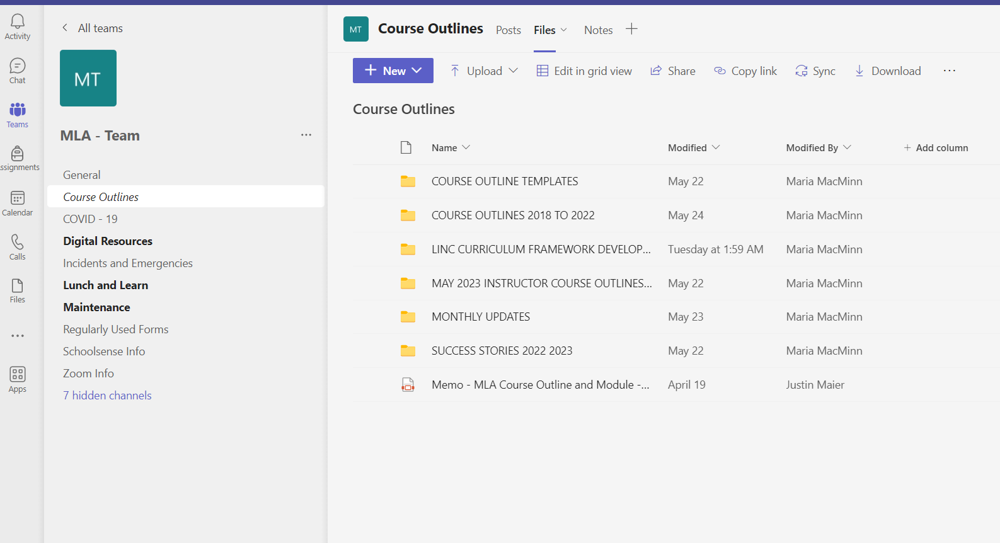 Activity
Chat
Teams
ssignments
Calendar
Calls
Files
Apps
All teams
MT
MLA - Team
General
Course Outlines
COVID - 19
Digital Resources
Incidents and Emergencies
Lunch and Learn
Maintenance
Regularly Used Forms
Schoolsense Info
Zoom Info
7 hidden channels
MT Course Outlines Posts Files Notes
New Upload Edit in grid view Share Copy link Sync Download
Course Outlines
Name Modified Modified By Add column
COURSE OUTLINE TEMPLATES May 22 Maria MacMinn
COURSE OUTLINES 2018 TO 2022 May 24 Maria MacMinn
LINC CURRICULUM FRAMEWORK DEVELOP... Tuesday at 1:59 AM Maria MacMinn
MAY 2023 INSTRUCTOR COURSE OUTLINES... May 22 Maria MacMinn
MONTHLY UPDATES May 23 Maria MacMinn
SUCCESS STORIES 2022 2023 May 22 Maria MacMinn
Memo - MLA Course Outline and Module -... April 19 Justin Maier